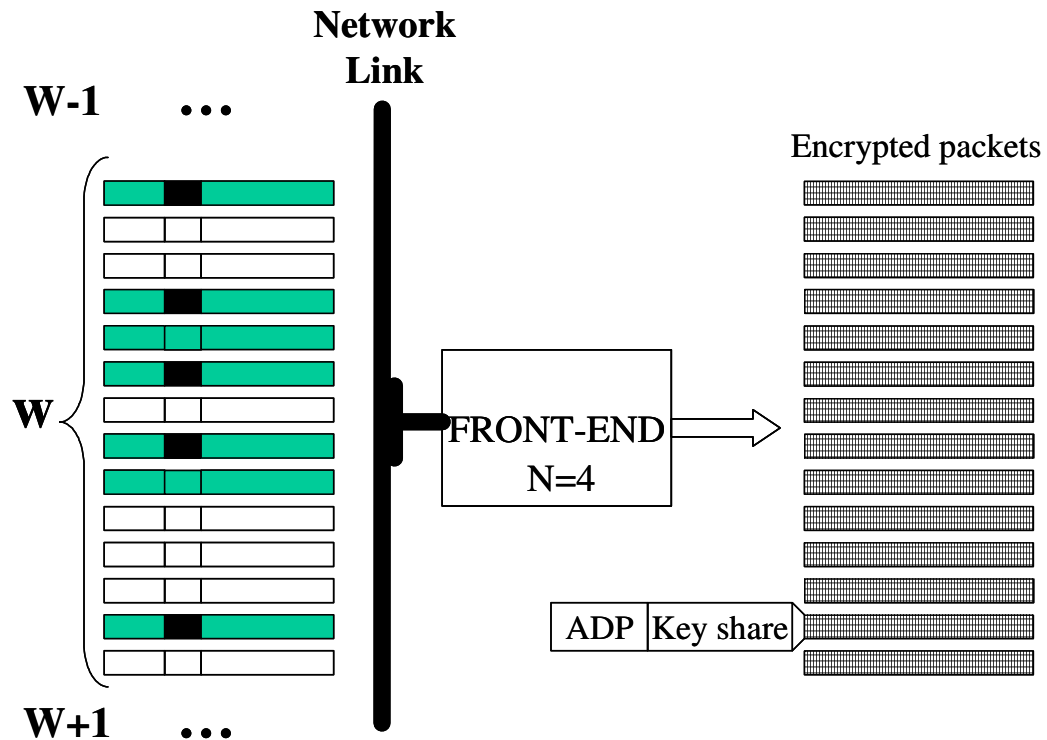 Network
Link
W-1 ...
Encrypted packets
W
FRONT-END
N=4
ADP Key share
W+1 ...